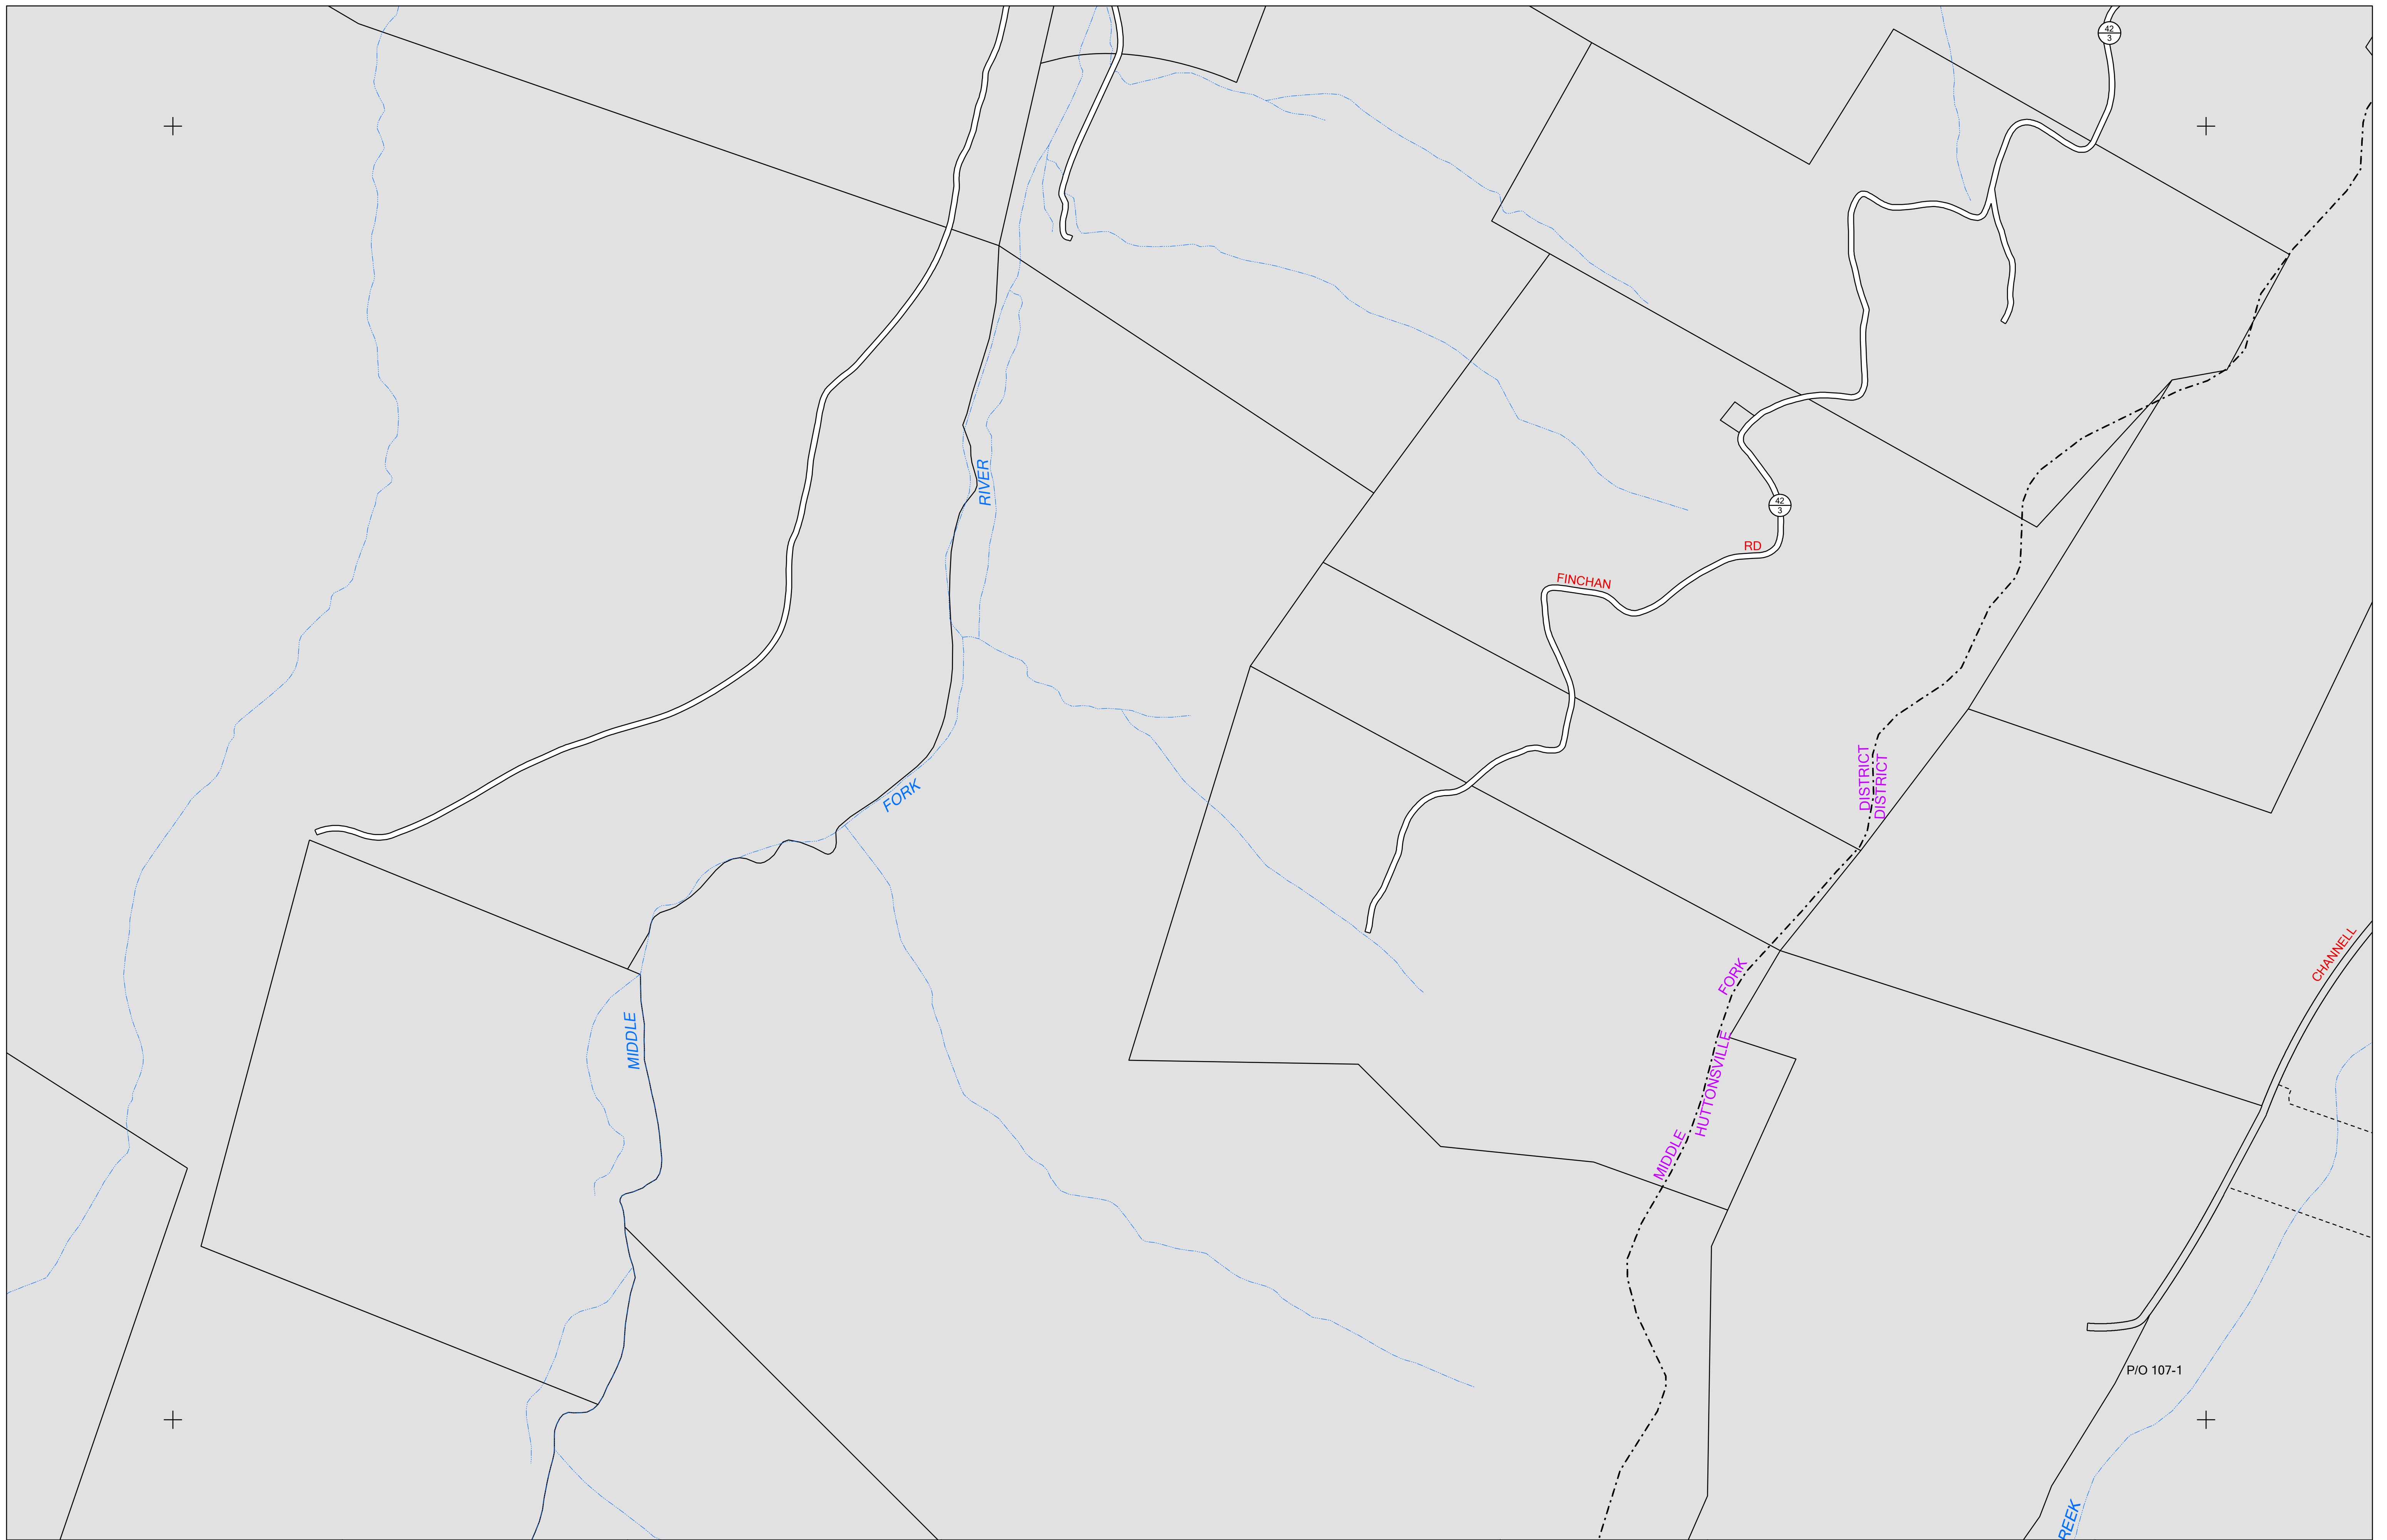 42
3
RIVER
42
3
RD
FINCHAN
FORK
DISTRICT
DISTRICT
CHANNELL
FORK
MIDDLE
HUTTONSVILLE
MIDDLE
P/O 107-1
REEK